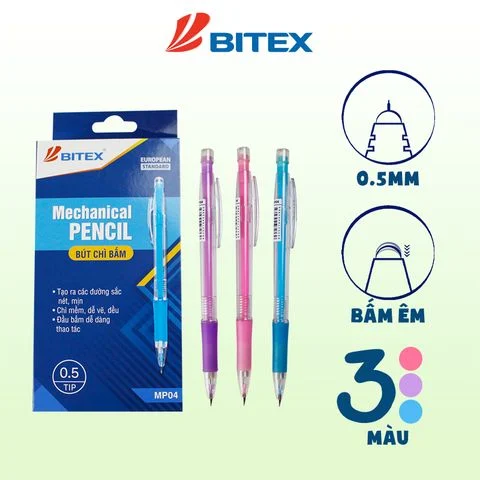 BITEX
BITEX
EUROPEAN
STANDARD
Mechanical
PENCIL
BÚT CHÌ BẤM
• Tạo ra các đường sắc
nét, mịn
• Chì mềm, dễ vẽ, đều
• Đầu bấm dễ dàng
thao tác
0.5
TIP
MP04
0.5MM
BẤM ÊM
3
MÀU